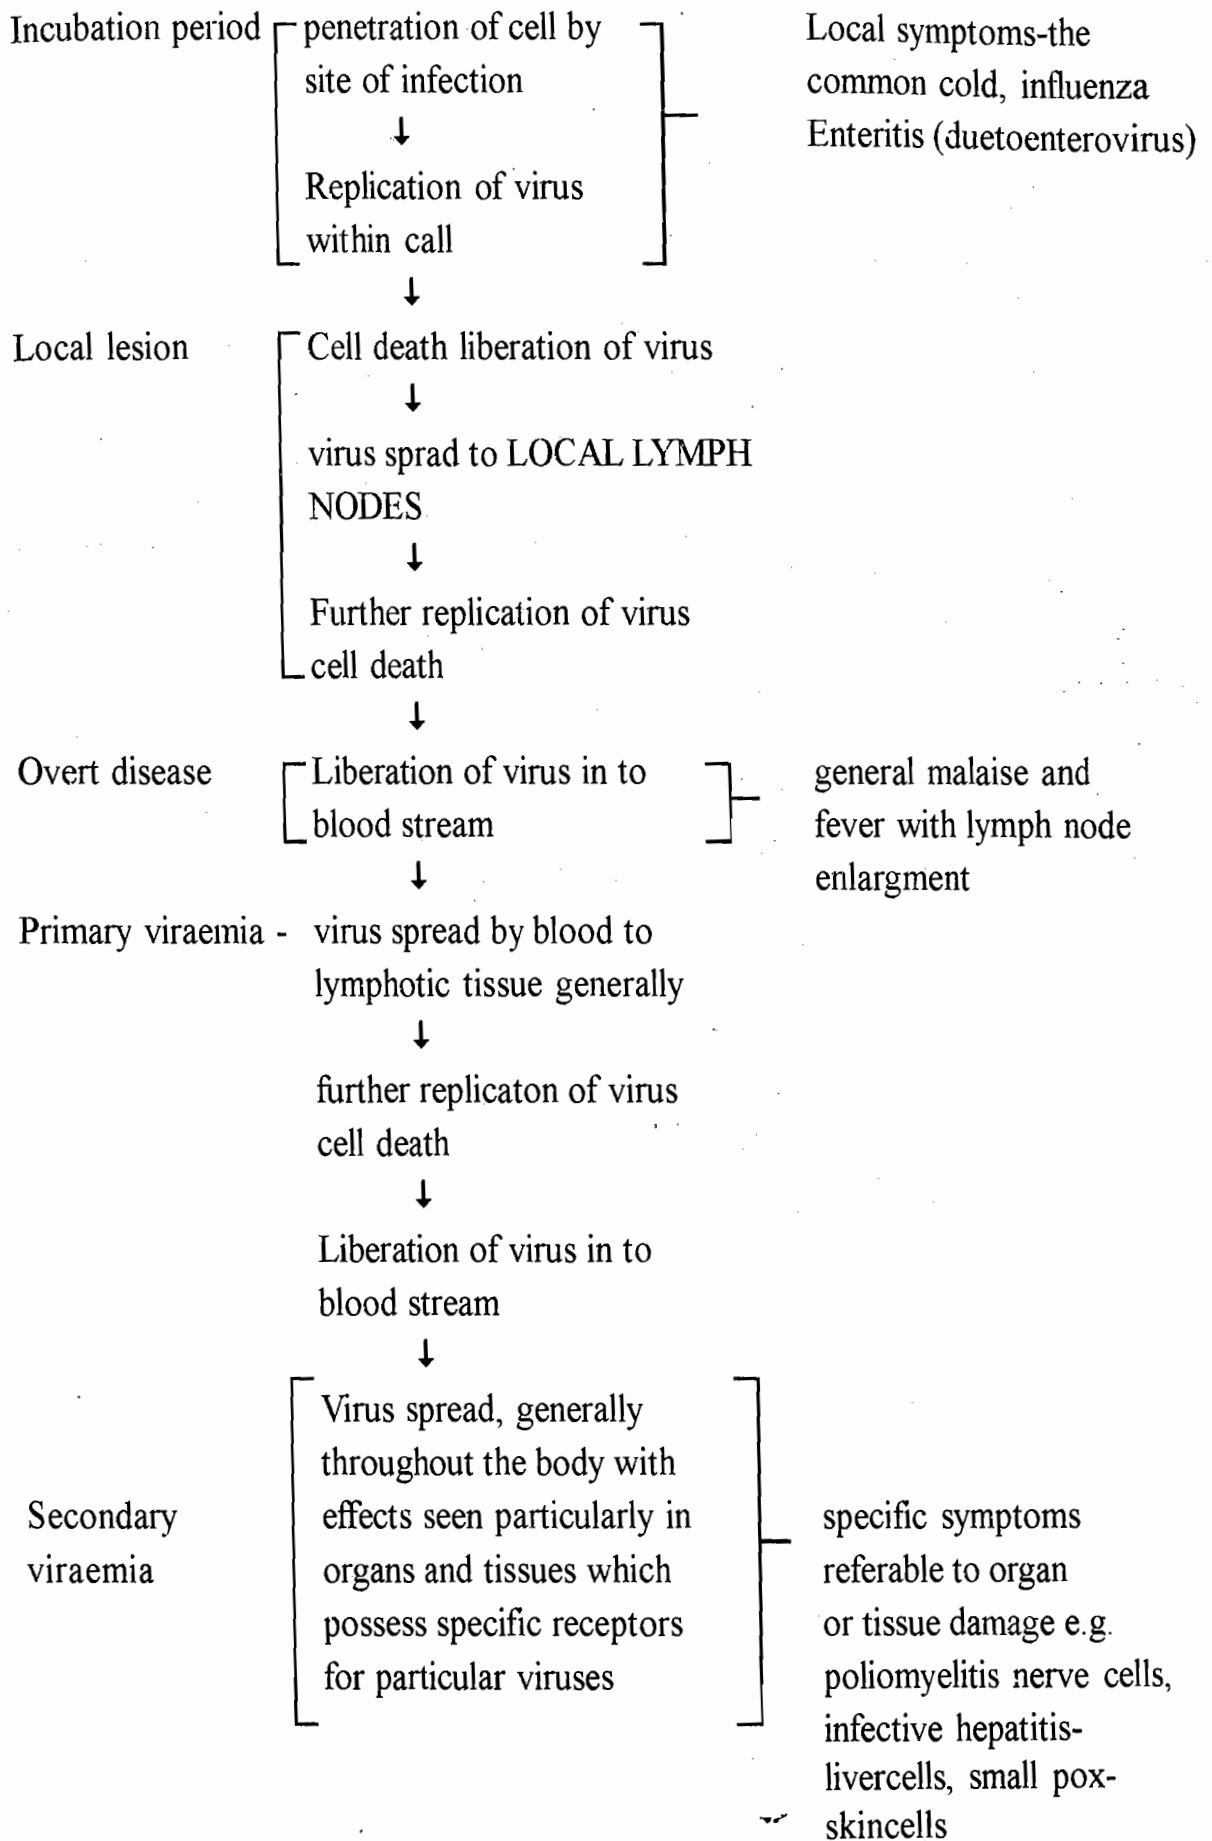 Incubation period
penetration of cell by
site of infection
↓
Replication of virus
within call
Local symptoms-the
common cold, influenza
Enteritis (duetoenterovirus)
↓
Local lesion
Cell death liberation of virus
↓
virus sprad to LOCAL LYMPH
NODES
↓
Further replication of virus
cell death
↓
Overt disease
Liberation of virus in to
blood stream
general malaise and
fever with lymph node
enlargment
↓
Primary viraemia -
virus spread by blood to
lymphotic tissue generally
↓
further replicaton of virus
cell death
↓
Liberation of virus in to
blood stream
↓
Secondary
viraemia
Virus spread, generally
throughout the body with
effects seen particularly in
organs and tissues which
possess specific receptors
for particular viruses
specific symptoms
referable to organ
or tissue damage e.g.
poliomyelitis nerve cells,
infective hepatitis-
livercells, small pox-
skincells